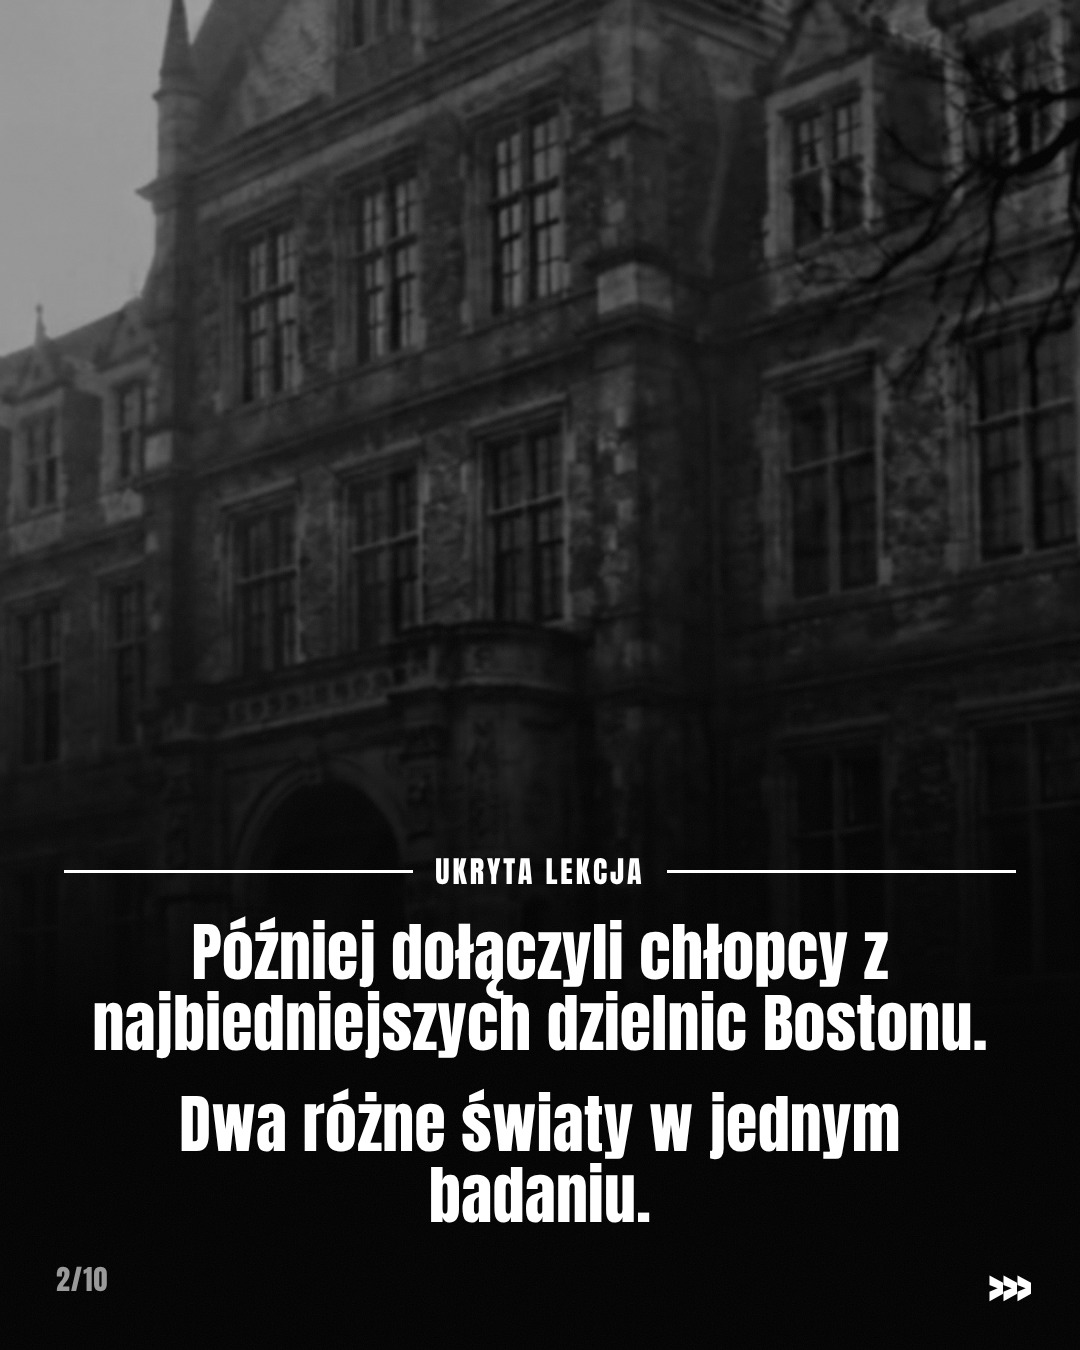 UKRYTA LEKCJA
Później dołączyli chłopcy z
najbiedniejszych dzielnic Bostonu.
Dwa różne światy w jednym
badaniu.
2/10
>>>